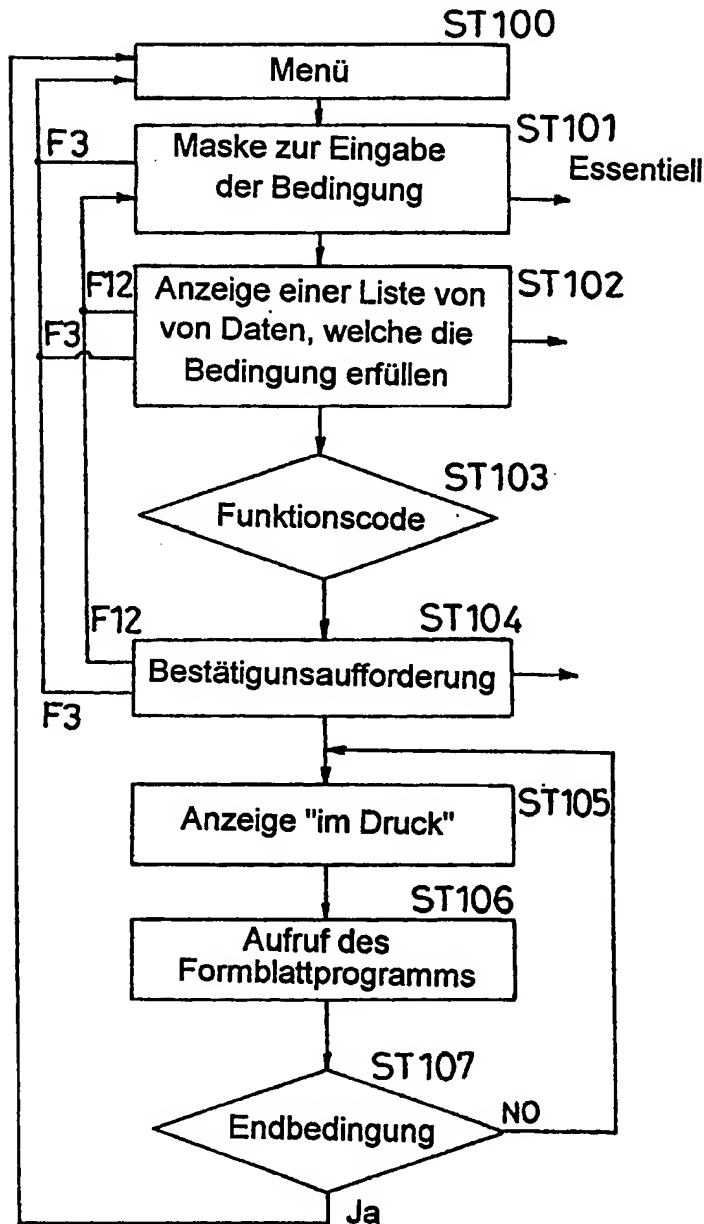 ST100
Menü
F3
Maske zur Eingabe
der Bedingung
ST101
Essentiell
F12
F3
Anzeige einer Liste von
von Daten, welche die
Bedingung erfüllen
ST102
ST103
Funktionscode
F12
F3
ST104
Bestätigunsaufforderung
Anzeige "im Druck"
ST105
ST106
Aufruf des
Formblattprogramms
ST107
Endbedingung
NO
Ja